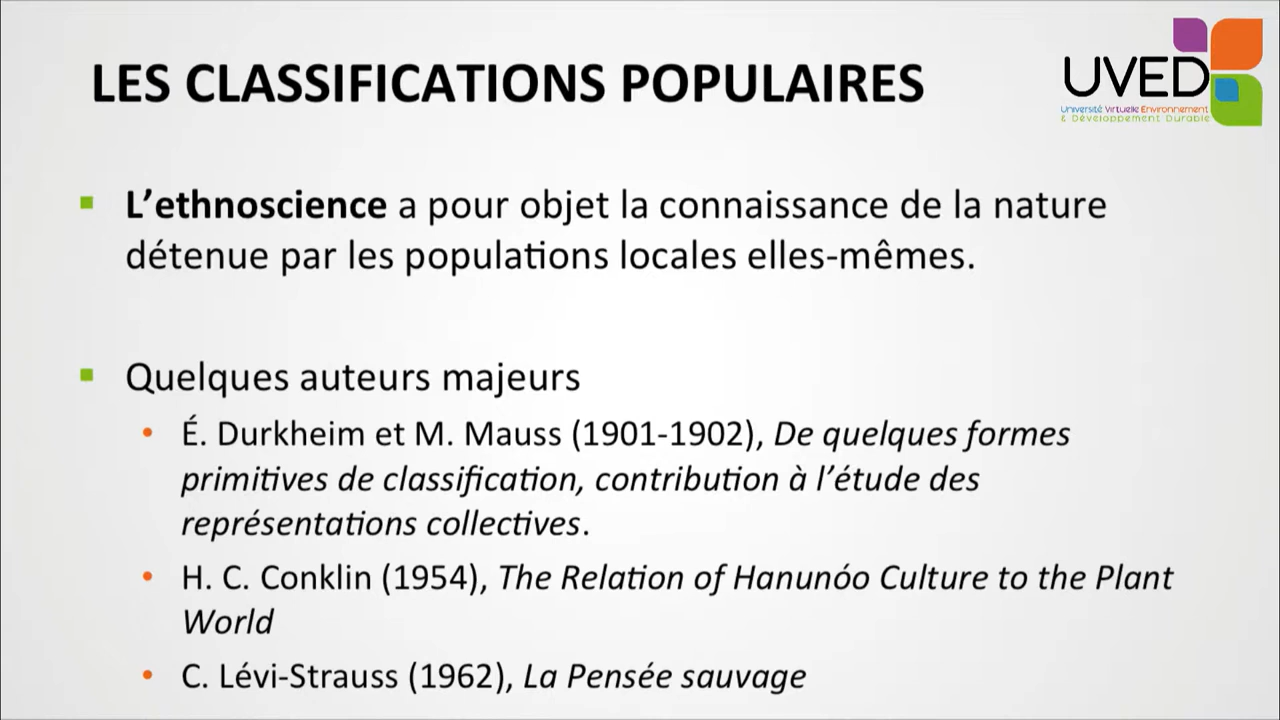 LES CLASSIFICATIONS POPULAIRES
UVED
Université Virtuelle Environnement
& Développement Durable
L’ethnoscience a pour objet la connaissance de la nature
détenue par les populations locales elles-mêmes.
Quelques auteurs majeurs
É. Durkheim et M. Mauss (1901-1902), De quelques formes
primitives de classification, contribution à l’étude des
représentations collectives.
H. C. Conklin (1954), The Relation of Hanunóo Culture to the Plant
World
C. Lévi-Strauss (1962), La Pensée sauvage